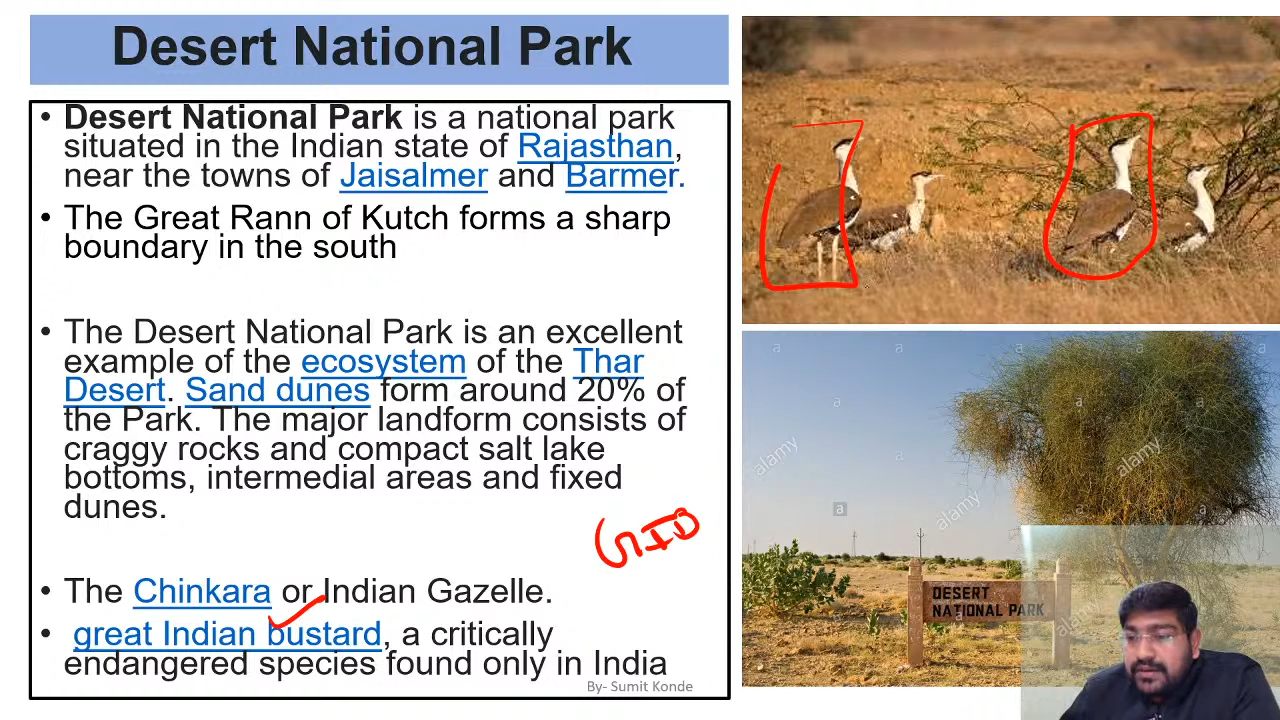 Desert National Park
• Desert National Park is a national park
situated in the Indian state of Rajasthan,
near the towns of Jaisalmer and Barmer.
• The Great Rann of Kutch forms a sharp
boundary in the south
• The Desert National Park is an excellent
example of the ecosystem of the Thar
Desert. Sand dunes form around 20% of
the Park. The major landform consists of
craggy rocks and compact salt lake
bottoms, intermedial areas and fixed
dunes.
• The Chinkara or Indian Gazelle.
• great Indian bustard, a critically
endangered species found only in India
By- Sumit Konde
a a a a a
a a a
alamy alamy
a a
alamy
DESERT
NATIONAL PARK
alamy